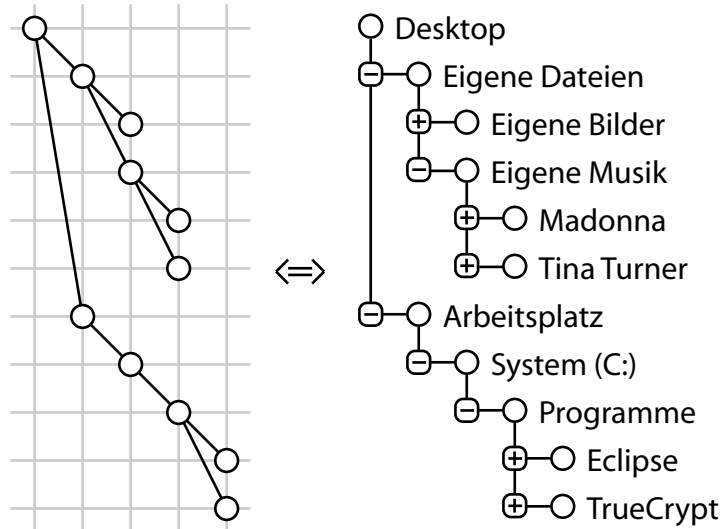 Desktop
Eigene Dateien
Eigene Bilder
Eigene Musik
Madonna
Tina Turner
Arbeitsplatz
System (C:)
Programme
Eclipse
TrueCrypt